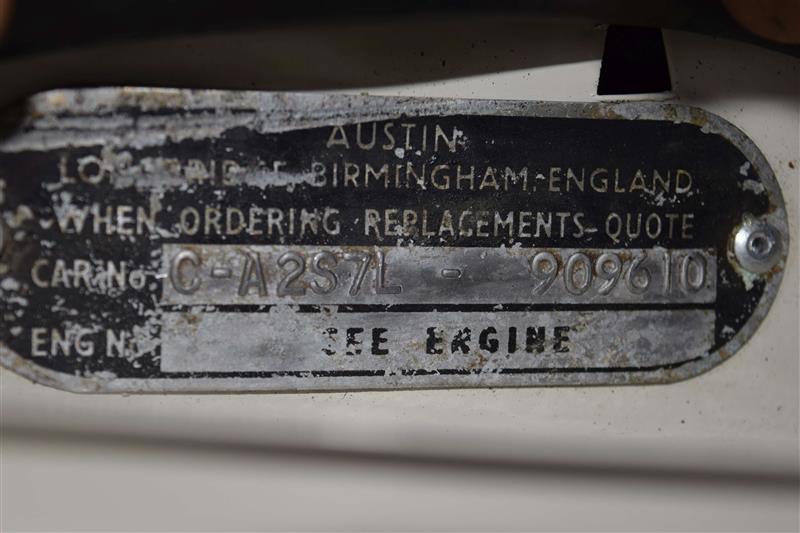 AUSTIN
BIRMINGHAM. ENGLAND
WHEN ORDERING REPLACEMENTS QUOTE
CAR NO. C-A2S7L - 909610
ENG NO SEE ENGINE